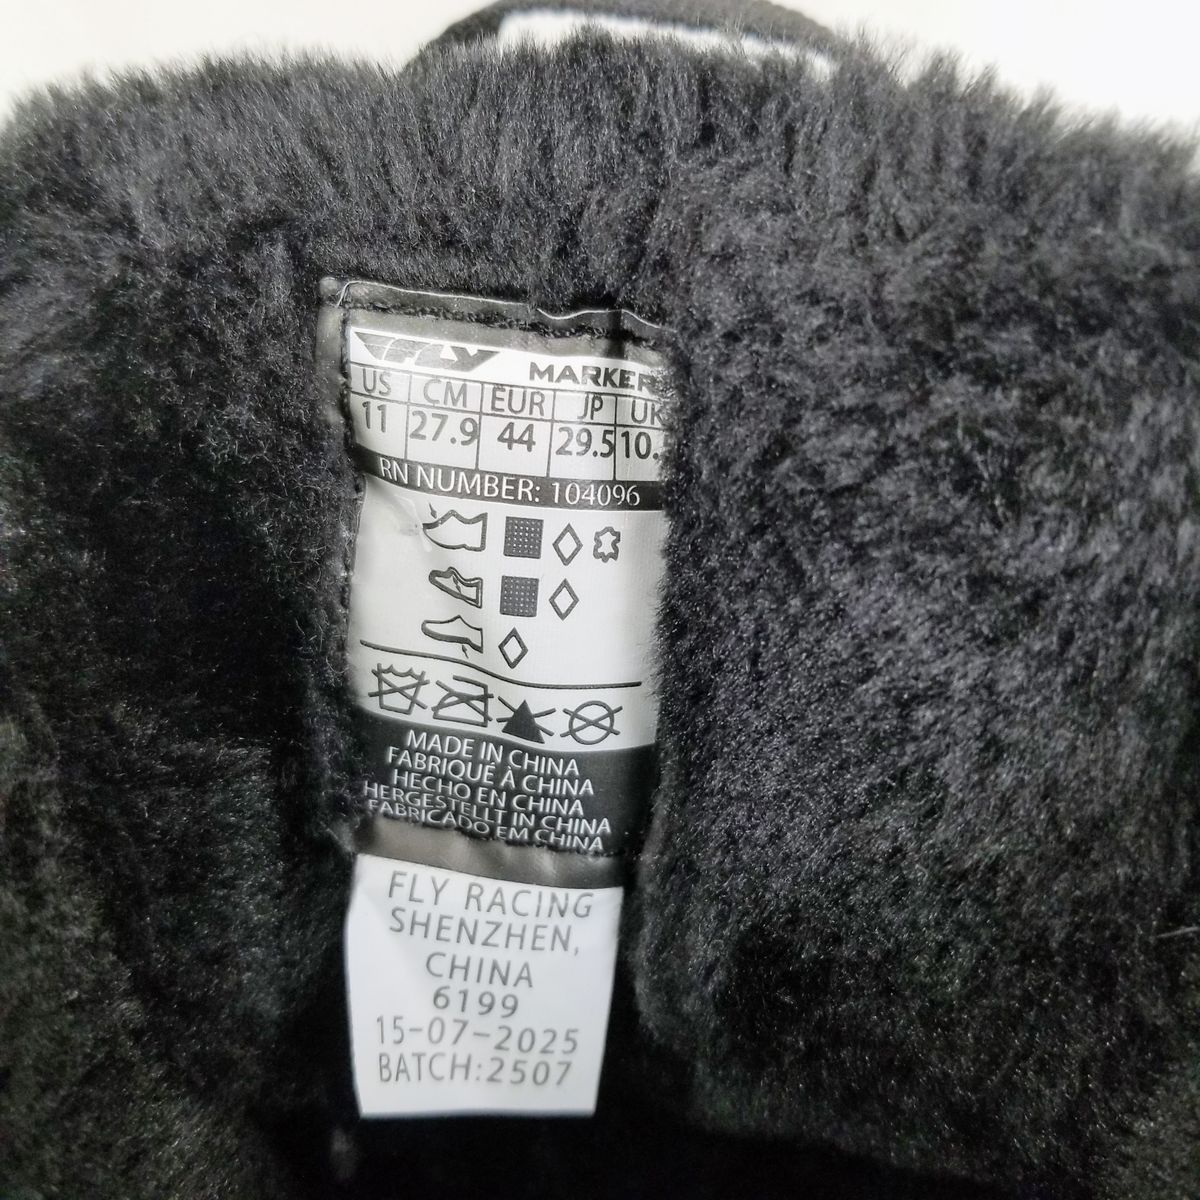 FLY MARKER
US CM EUR JP UK
11 27.9 44 29.5 10.
RN NUMBER: 104096
MADE IN CHINA
FABRIQUÉ À CHINA
HECHO EN CHINA
HERGESTELLT IN CHINA
FABRICADO EM CHINA
FLY RACING
SHENZHEN,
CHINA
6199
15-07-2025
BATCH:2507